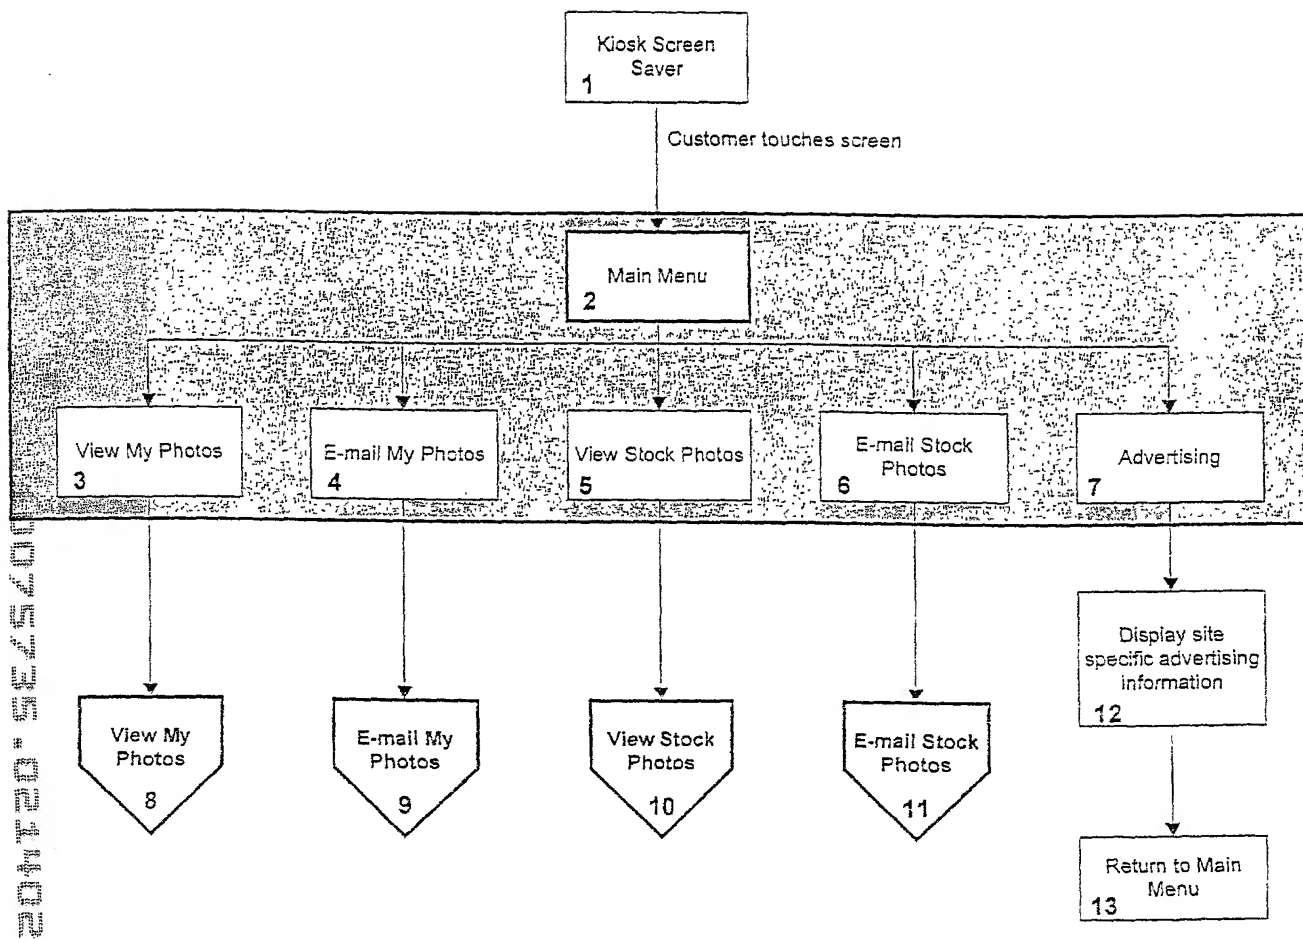 Kiosk Screen
Saver
1
Customer touches screen
Main Menu
2
View My Photos
3
E-mail My Photos
4
View Stock Photos
5
E-mail Stock
Photos
6
Advertising
7
View My
Photos
8
E-mail My
Photos
9
View Stock
Photos
10
E-mail Stock
Photos
11
Display site
specific advertising
information
12
Return to Main
Menu
13